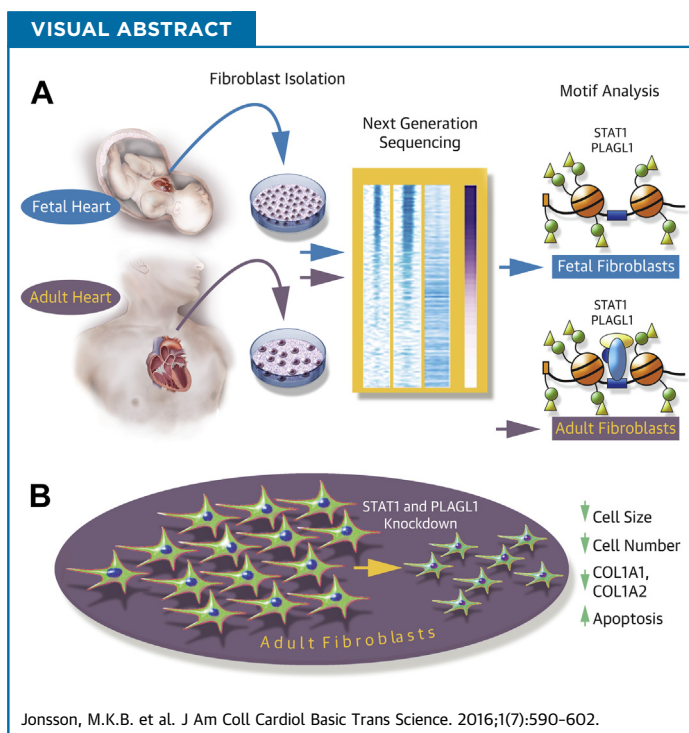 VISUAL ABSTRACT
A
Fibroblast Isolation
Fetal Heart
Adult Heart
Next Generation
Sequencing
Motif Analysis
STAT1
PLAGL1
Fetal Fibroblasts
STAT1
PLAGL1
Adult Fibroblasts
B
STAT1 and PLAGL1
Knockdown
Adult Fibroblasts
Cell Size
Cell Number
COL1A1,
COL1A2
Apoptosis
Jonsson, M.K.B. et al. J Am Coll Cardiol Basic Trans Science. 2016;1(7):590–602.